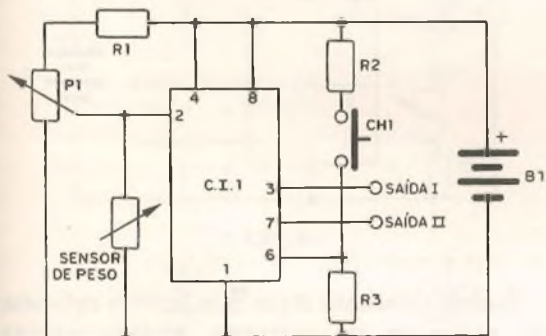 R1
P1
R2
4
8
2
CH1
+
C.I.1
3
SAÍDA I
B1
7
SAÍDA II
6
SENSOR
DE PESO
1
R3